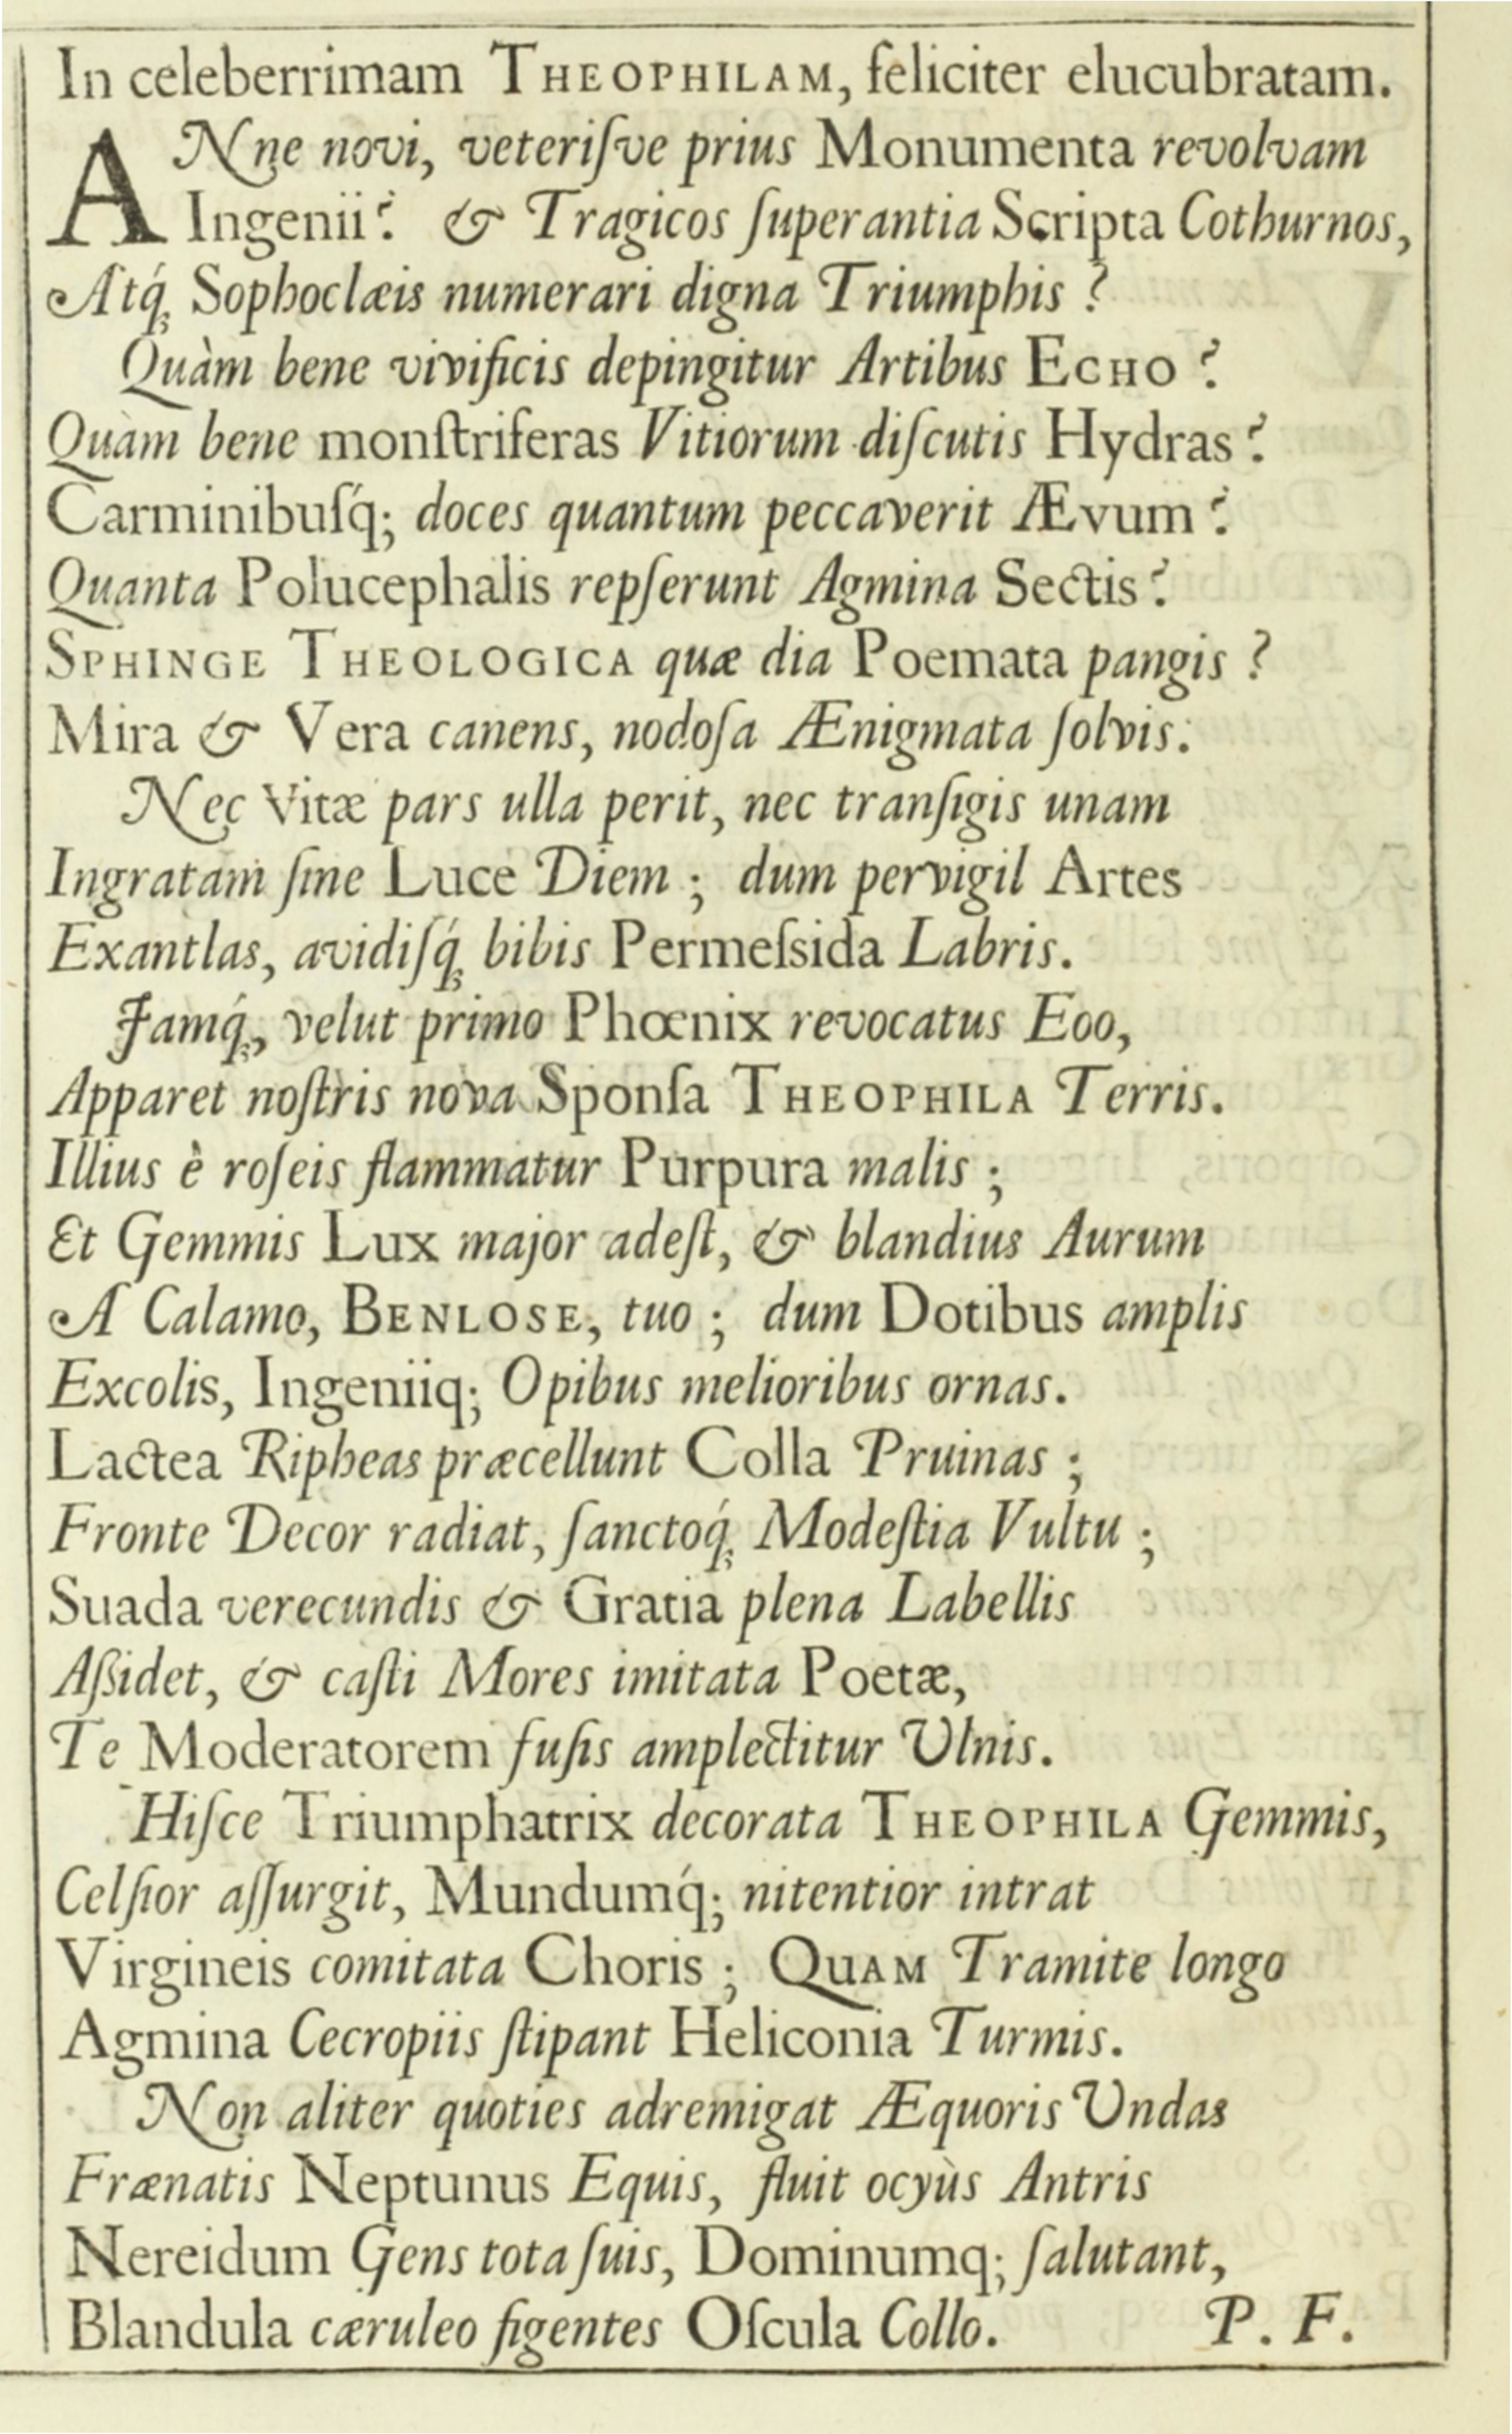 In celeberrimam THEOPHILAM, feliciter elucubratam.
ANne novi, veteriſve prius Monumenta revolvam
Ingenii? & Tragicos ſuperantia Scripta Cothurnos,
Atq́ꝫ Sophoclæis numerari digna Triumphis?
Quàm bene vivificis depingitur Artibus ECHO?
Quàm bene monſtriferas Vitiorum diſcutis Hydras?
Carminibuſq́; doces quantum peccaverit Ævum?
Quanta Polucephalis repſerunt Agmina Sectis?
SPHINGE THEOLOGICA quæ dia Poemata pangis?
Mira & Vera canens, nodoſa Ænigmata ſolvis.
Nec Vitæ pars ulla perit, nec tranſigis unam
Ingratam ſine Luce Diem; dum pervigil Artes
Exantlas, avidiſq́ꝫ bibis Permeſsida Labris.
Jamq́ꝫ, velut primo Phœnix revocatus Eoo,
Apparet noſtris nova Sponſa THEOPHILA Terris.
Illius è roſeis flammatur Purpura malis;
Et Gemmis Lux major adeſt, & blandius Aurum
A Calamo, BENLOSE, tuo; dum Dotibus amplis
Excolis, Ingeniiq; Opibus melioribus ornas.
Lactea Ripheas præcellunt Colla Pruinas;
Fronte Decor radiat, ſanctoq́ꝫ Modeſtia Vultu;
Suada verecundis & Gratia plena Labellis
Aſſidet, & caſti Mores imitata Poetæ,
Te Moderatorem fuſis amplectitur Ulnis.
Hiſce Triumphatrix decorata THEOPHILA Gemmis,
Celſior aſſurgit, Mundumq́; nitentior intrat
Virgineis comitata Choris; QUAM Tramite longo
Agmina Cecropiis ſtipant Heliconia Turmis.
Non aliter quoties adremigat Æquoris Undas
Frænatis Neptunus Equis, fluit ocyùs Antris
Nereidum Gens tota ſuis, Dominumq; ſalutant,
Blandula cæruleo figentes Oſcula Collo. P. F.